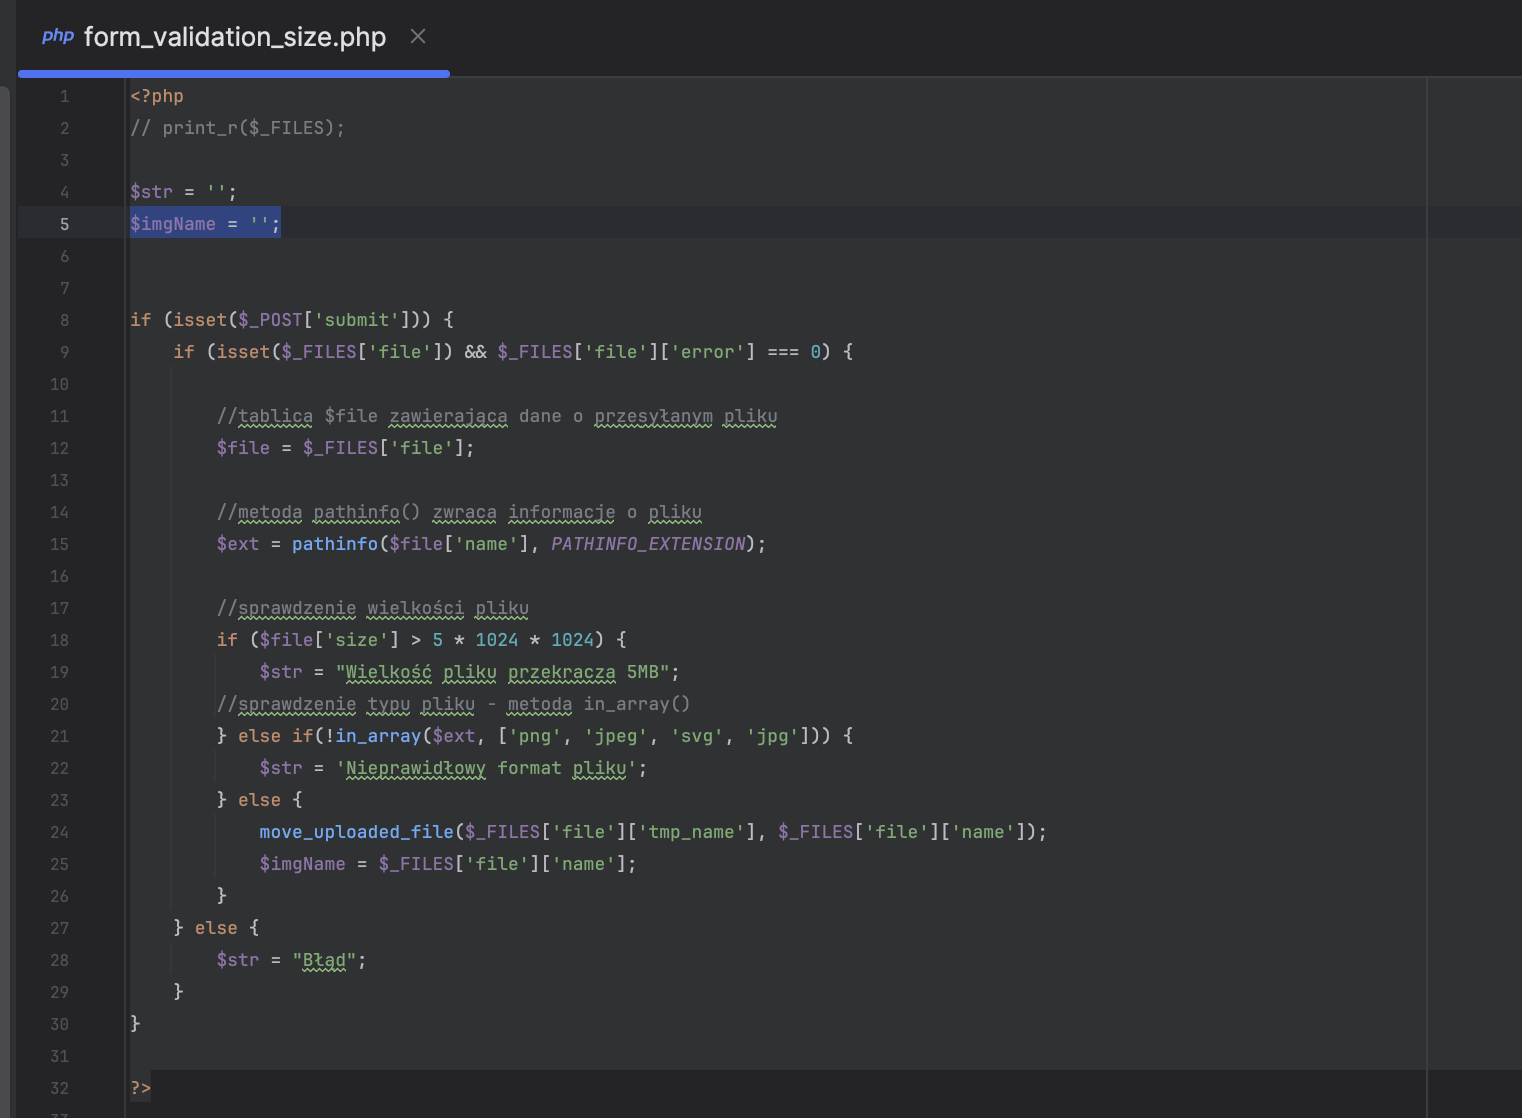 php form_validation_size.php ×
1 <?php
2 // print_r($_FILES);
3
4 $str = '';
5 $imgName = '';
6
7
8 if (isset($_POST['submit'])) {
9     if (isset($_FILES['file']) && $_FILES['file']['error'] === 0) {
10
11         //tablica $file zawierająca dane o przesyłanym pliku
12         $file = $_FILES['file'];
13
14         //metoda pathinfo() zwraca informacje o pliku
15         $ext = pathinfo($file['name'], PATHINFO_EXTENSION);
16
17         //sprawdzenie wielkości pliku
18         if ($file['size'] > 5 * 1024 * 1024) {
19             $str = "Wielkość pliku przekracza 5MB";
20         //sprawdzenie typu pliku - metoda in_array()
21         } else if(!in_array($ext, ['png', 'jpeg', 'svg', 'jpg'])) {
22             $str = 'Nieprawidłowy format pliku';
23         } else {
24             move_uploaded_file($_FILES['file']['tmp_name'], $_FILES['file']['name']);
25             $imgName = $_FILES['file']['name'];
26         }
27     } else {
28         $str = "Błąd";
29     }
30 }
31
32 ?>